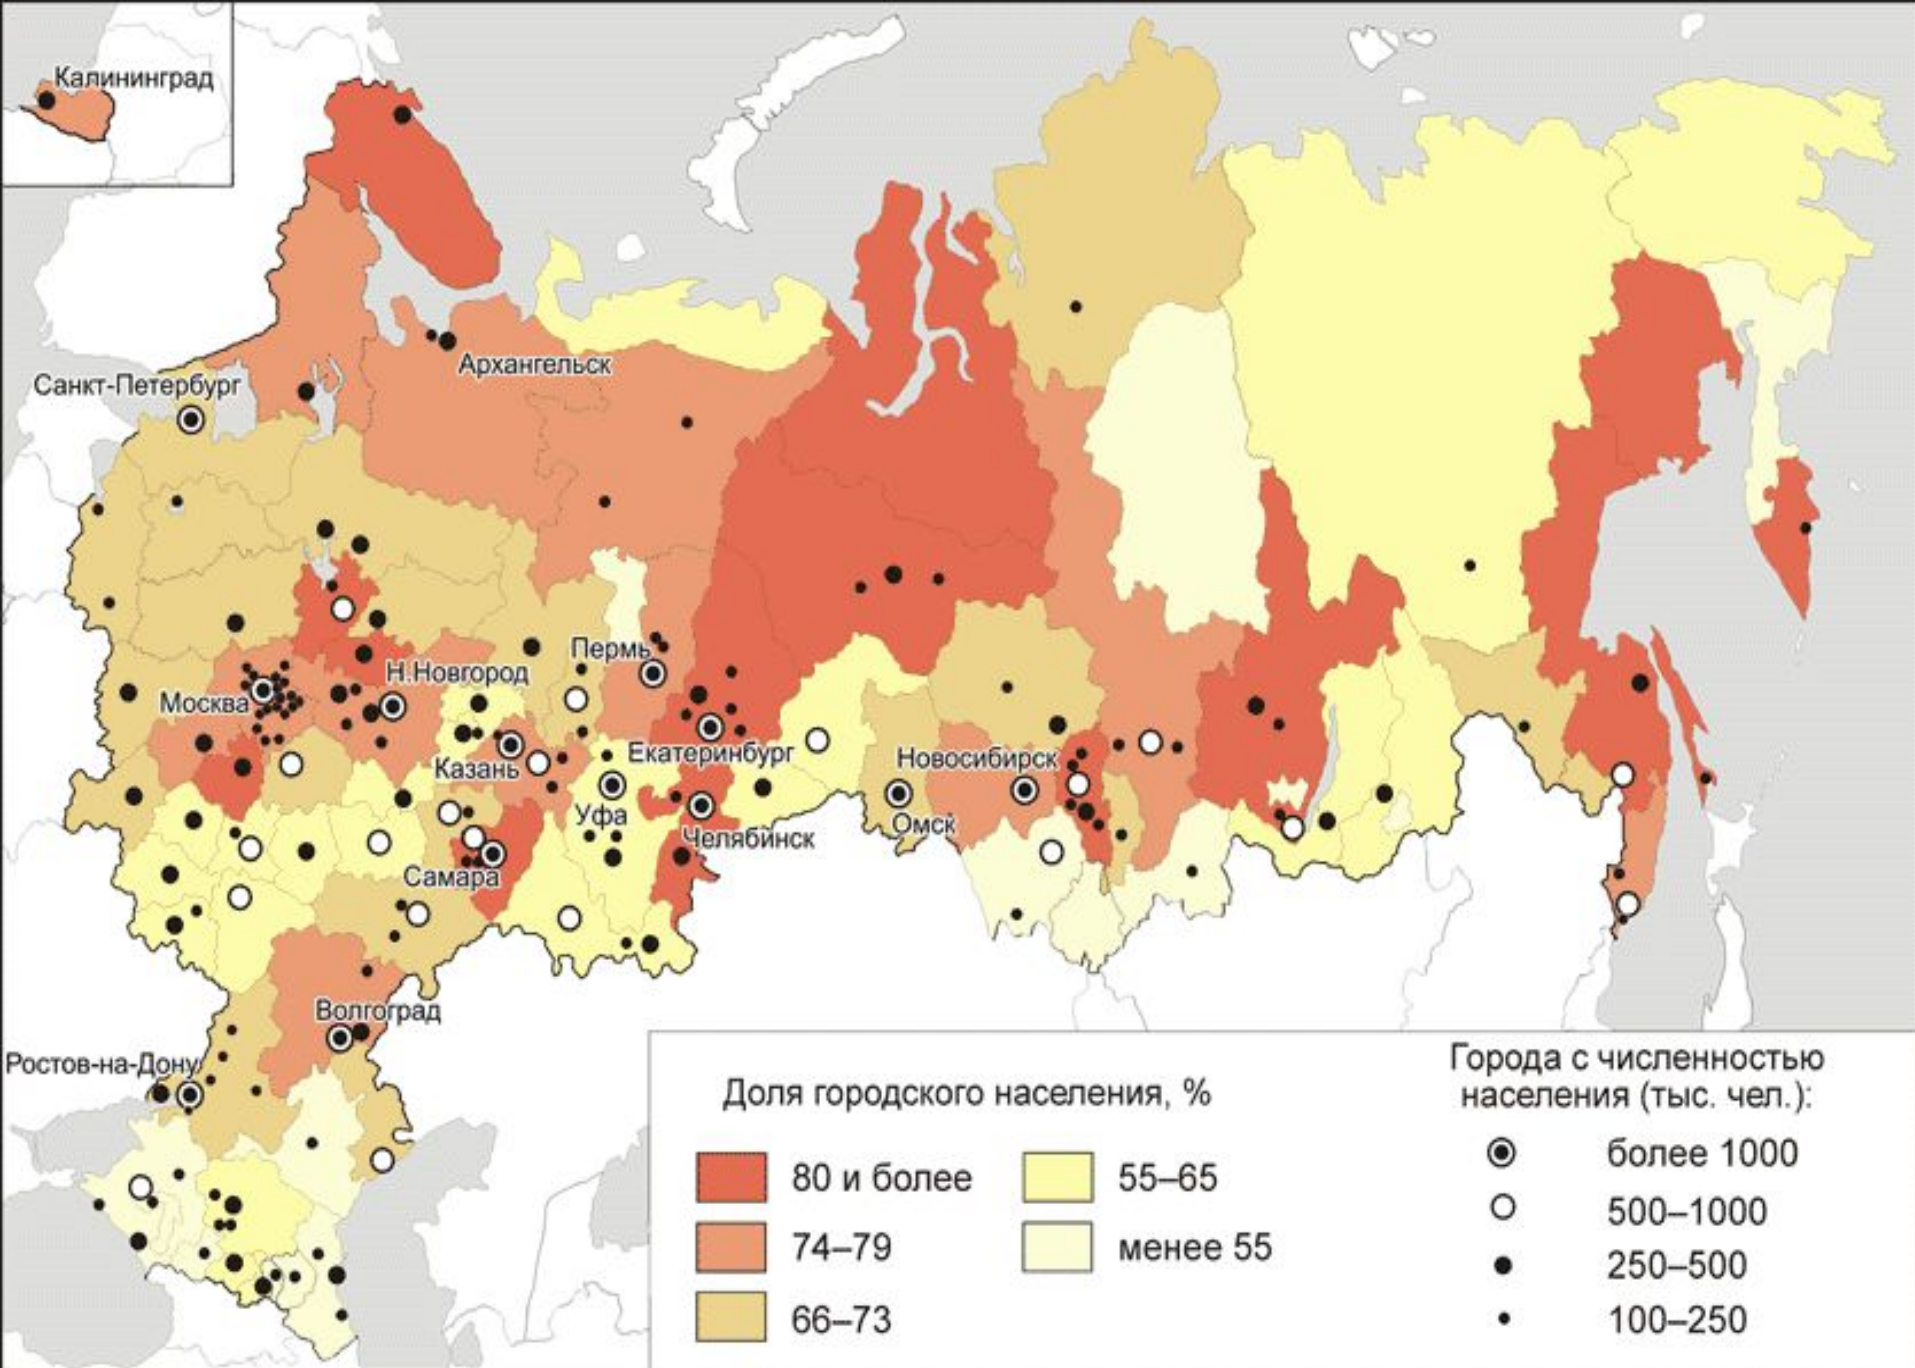 Калининград
Архангельск
Санкт-Петербург
Пермь
Н.Новгород
Москва
Екатеринбург
Казань
Новосибирск
Уфа
Омск
Челябинск
Самара
Волгоград
Ростов-на-Дону
Доля городского населения, %
80 и более
74–79
66–73
55–65
менее 55
Города с численностью
населения (тыс. чел.):
более 1000
500–1000
250–500
100–250